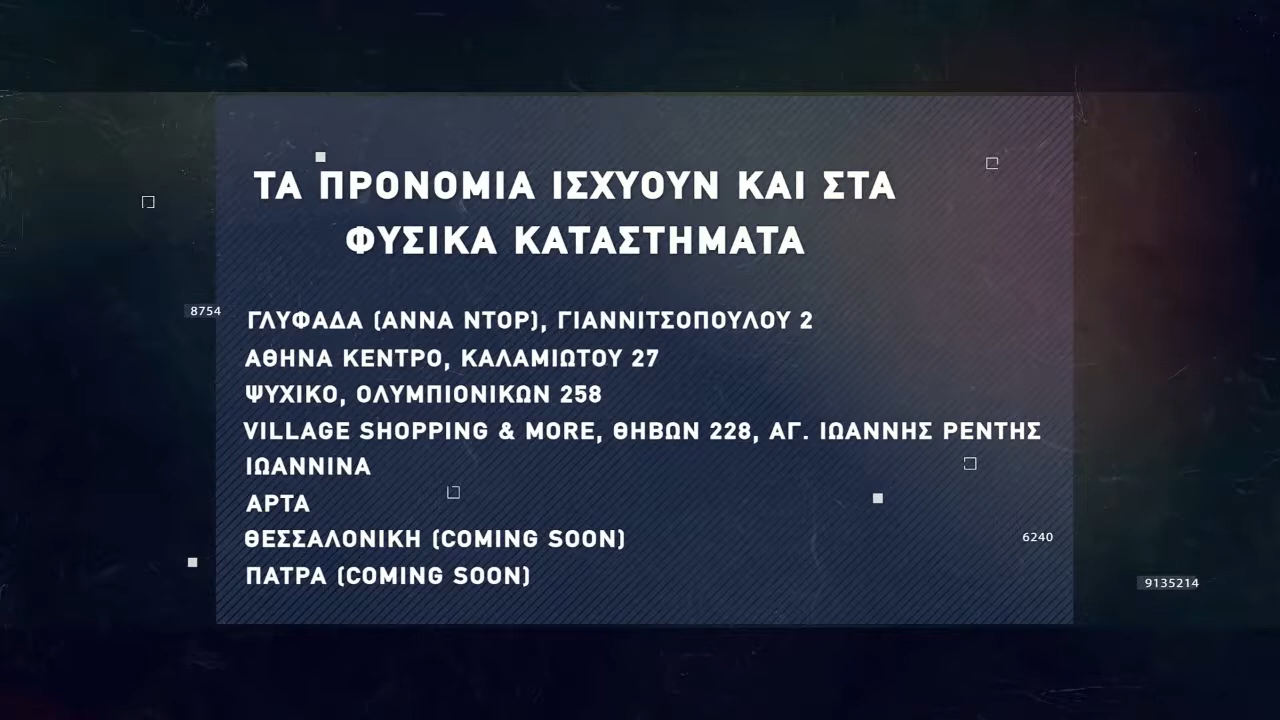 ΤΑ ΠΡΟΝΟΜΙΑ ΙΣΧΥΟΥΝ ΚΑΙ ΣΤΑ
ΦΥΣΙΚΑ ΚΑΤΑΣΤΗΜΑΤΑ
8754
ΓΛΥΦΑΔΑ (ΑΝΝΑ ΝΤΟΡ), ΓΙΑΝΝΙΤΣΟΠΟΥΛΟΥ 2
ΑΘΗΝΑ ΚΕΝΤΡΟ, ΚΑΛΑΜΙΩΤΟΥ 27
ΨΥΧΙΚΟ, ΟΛΥΜΠΙΟΝΙΚΩΝ 258
VILLAGE SHOPPING & MORE, ΘΗΒΩΝ 228, ΑΓ. ΙΩΑΝΝΗΣ ΡΕΝΤΗΣ
ΙΩΑΝΝΙΝΑ
ΑΡΤΑ
ΘΕΣΣΑΛΟΝΙΚΗ (COMING SOON)
6240
ΠΑΤΡΑ (COMING SOON)
9135214